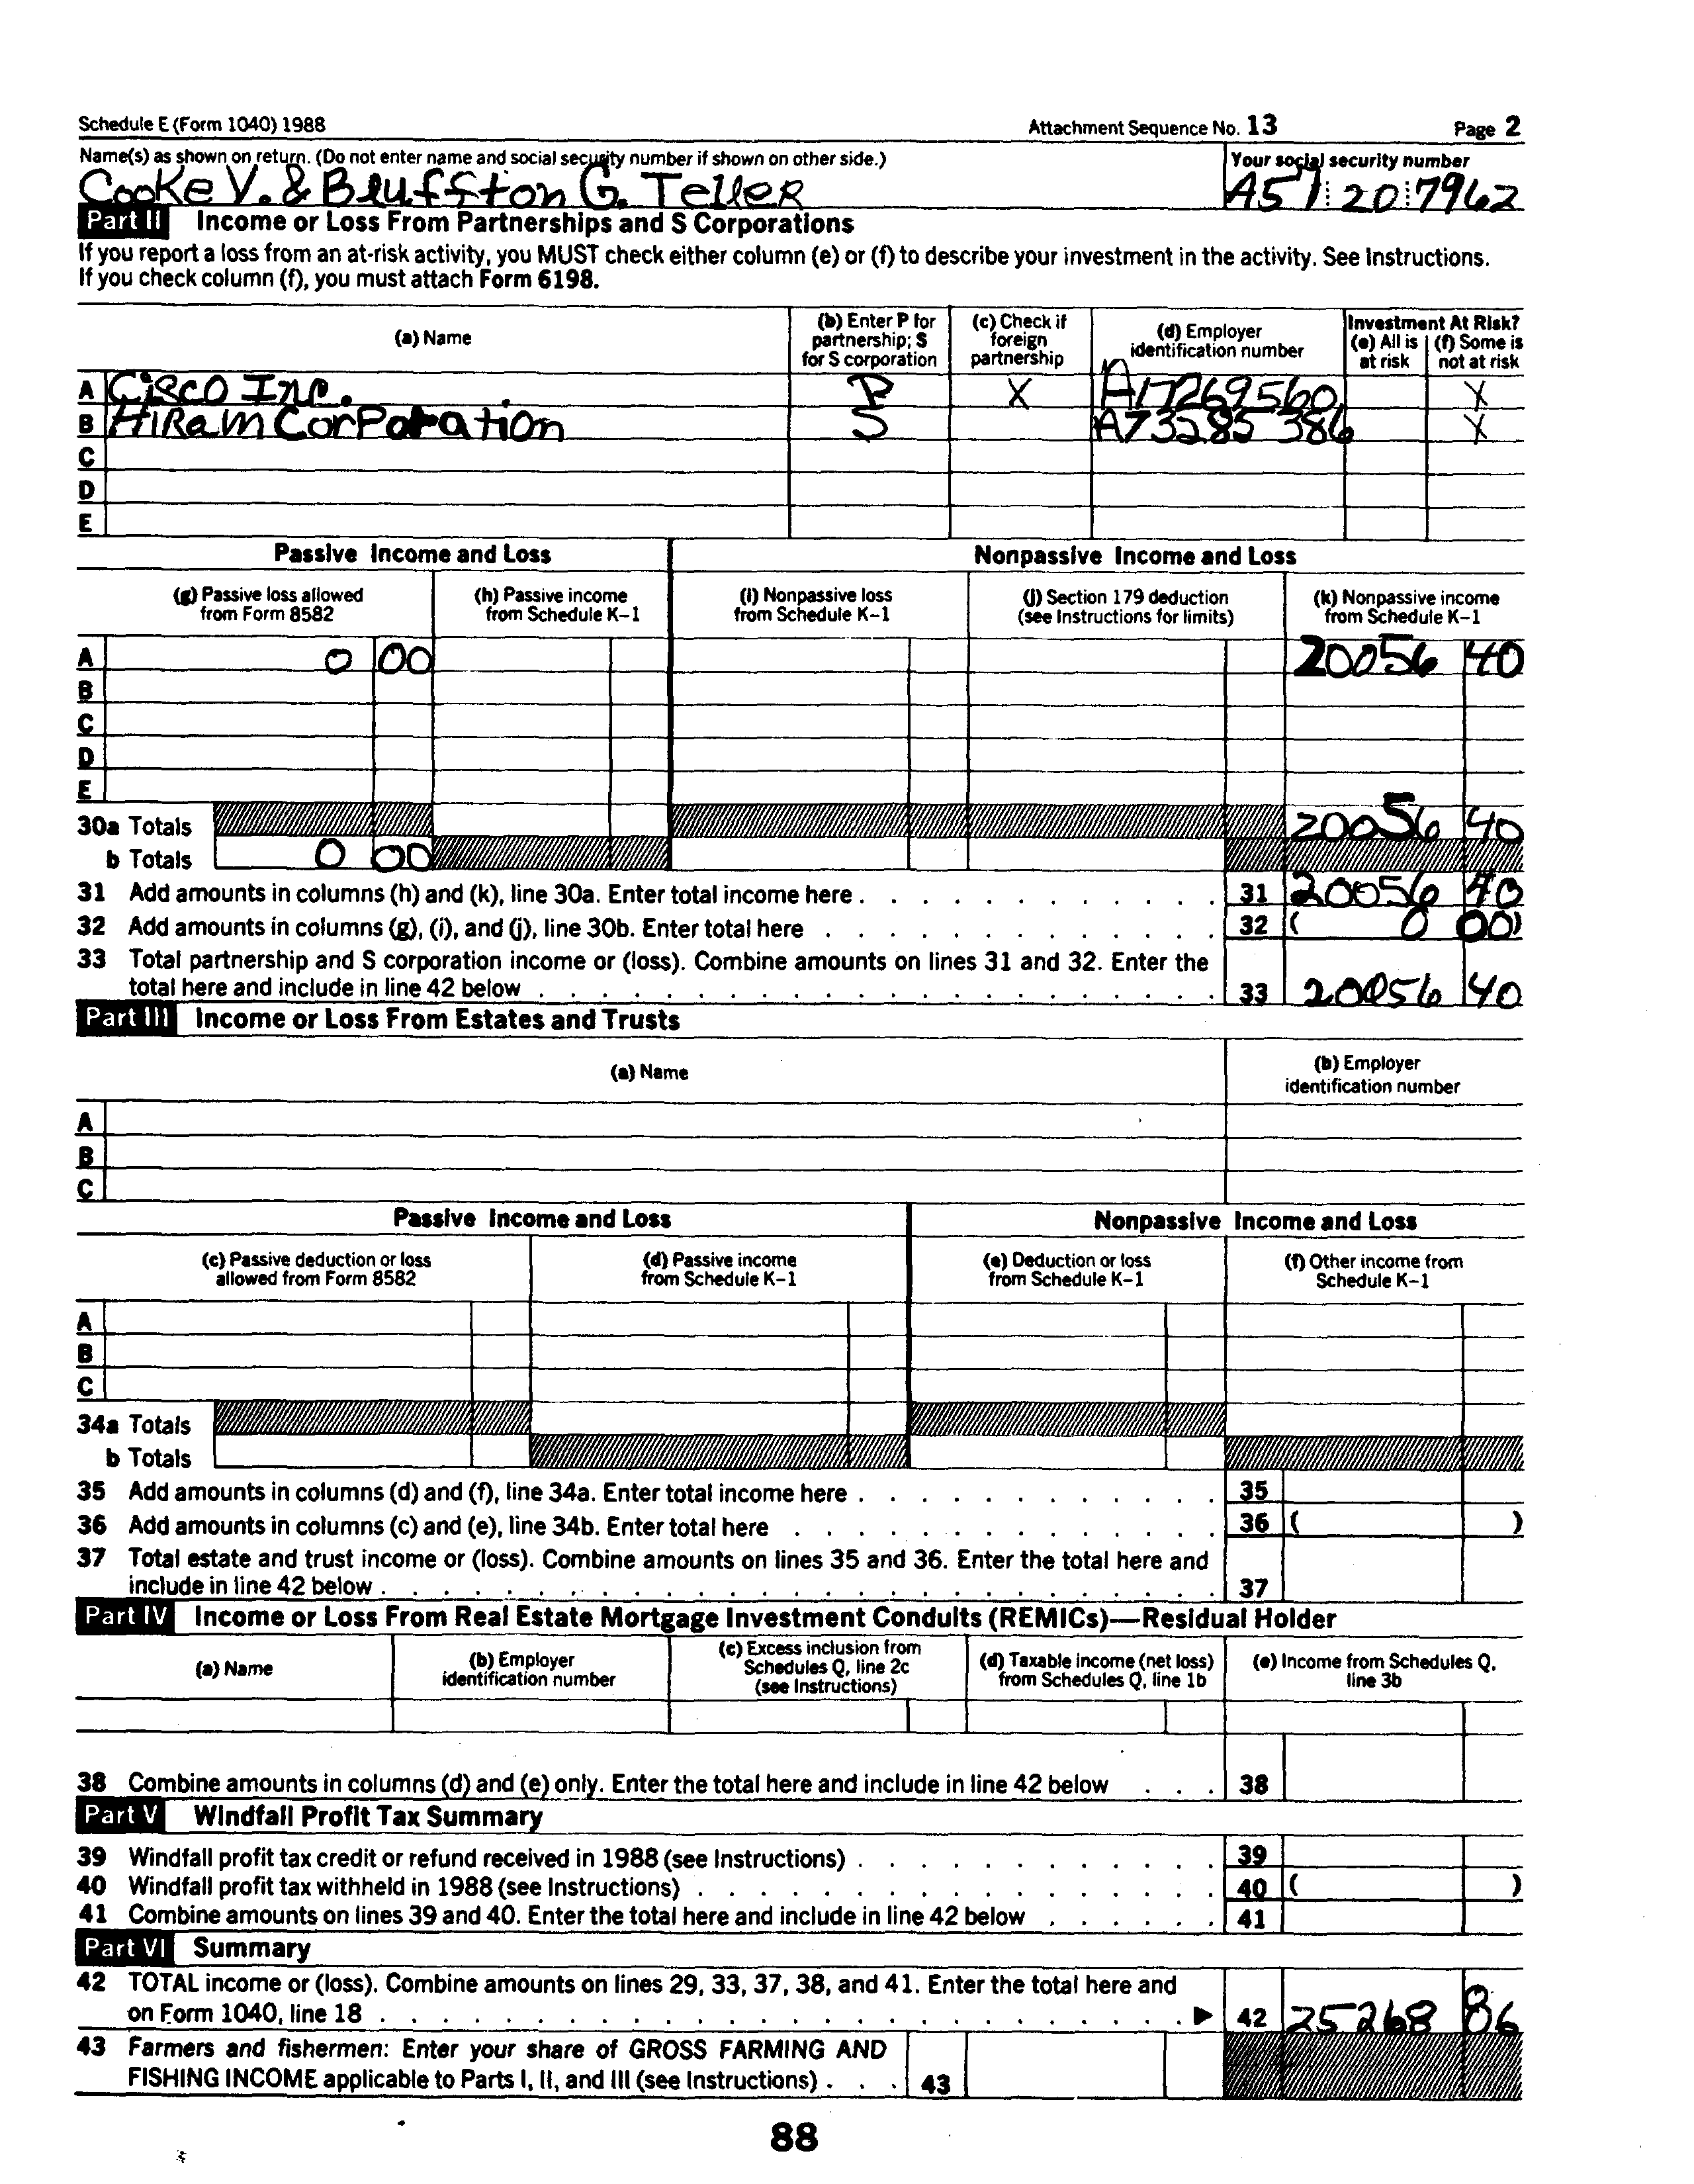 Schedule E (Form 1040) 1988 Attachment Sequence No. 13 Page 2
Name(s) as shown on return. (Do not enter name and social security number if shown on other side.) Your social security number
Cooke V. & Bluffton G. Teller A51 20 7962
Part II Income or Loss From Partnerships and S Corporations
If you report a loss from an at-risk activity, you MUST check either column (e) or (f) to describe your investment in the activity. See Instructions.
If you check column (f), you must attach Form 6198.
(a) Name (b) Enter P for partnership; S for S corporation (c) Check if foreign partnership (d) Employer identification number Investment At Risk? (e) All is at risk (f) Some is not at risk
A Cisco Inc. P X A17269560 X
B Hiram Corporation S A73285386 X
C
D
E
Passive Income and Loss Nonpassive Income and Loss
(g) Passive loss allowed from Form 8582 (h) Passive income from Schedule K-1 (i) Nonpassive loss from Schedule K-1 (j) Section 179 deduction (see Instructions for limits) (k) Nonpassive income from Schedule K-1
A 0 00 20056 40
B
C
D
E
30a Totals 20056 40
b Totals 0 00
31 Add amounts in columns (h) and (k), line 30a. Enter total income here 31 20056 40
32 Add amounts in columns (g), (i), and (j), line 30b. Enter total here 32 ( 0 00)
33 Total partnership and S corporation income or (loss). Combine amounts on lines 31 and 32. Enter the
total here and include in line 42 below 33 20056 40
Part III Income or Loss From Estates and Trusts
(a) Name (b) Employer identification number
A
B
C
Passive Income and Loss Nonpassive Income and Loss
(c) Passive deduction or loss allowed from Form 8582 (d) Passive income from Schedule K-1 (e) Deduction or loss from Schedule K-1 (f) Other income from Schedule K-1
A
B
C
34a Totals
b Totals
35 Add amounts in columns (d) and (f), line 34a. Enter total income here 35
36 Add amounts in columns (c) and (e), line 34b. Enter total here 36 ( )
37 Total estate and trust income or (loss). Combine amounts on lines 35 and 36. Enter the total here and
include in line 42 below 37
Part IV Income or Loss From Real Estate Mortgage Investment Conduits (REMICs)—Residual Holder
(a) Name (b) Employer identification number (c) Excess inclusion from Schedules Q, line 2c (see Instructions) (d) Taxable income (net loss) from Schedules Q, line 1b (e) Income from Schedules Q, line 3b
38 Combine amounts in columns (d) and (e) only. Enter the total here and include in line 42 below 38
Part V Windfall Profit Tax Summary
39 Windfall profit tax credit or refund received in 1988 (see Instructions) 39
40 Windfall profit tax withheld in 1988 (see Instructions) 40 ( )
41 Combine amounts on lines 39 and 40. Enter the total here and include in line 42 below 41
Part VI Summary
42 TOTAL income or (loss). Combine amounts on lines 29, 33, 37, 38, and 41. Enter the total here and
on Form 1040, line 18 ▶ 42 25268 86
43 Farmers and fishermen: Enter your share of GROSS FARMING AND
FISHING INCOME applicable to Parts I, II, and III (see Instructions) 43
88